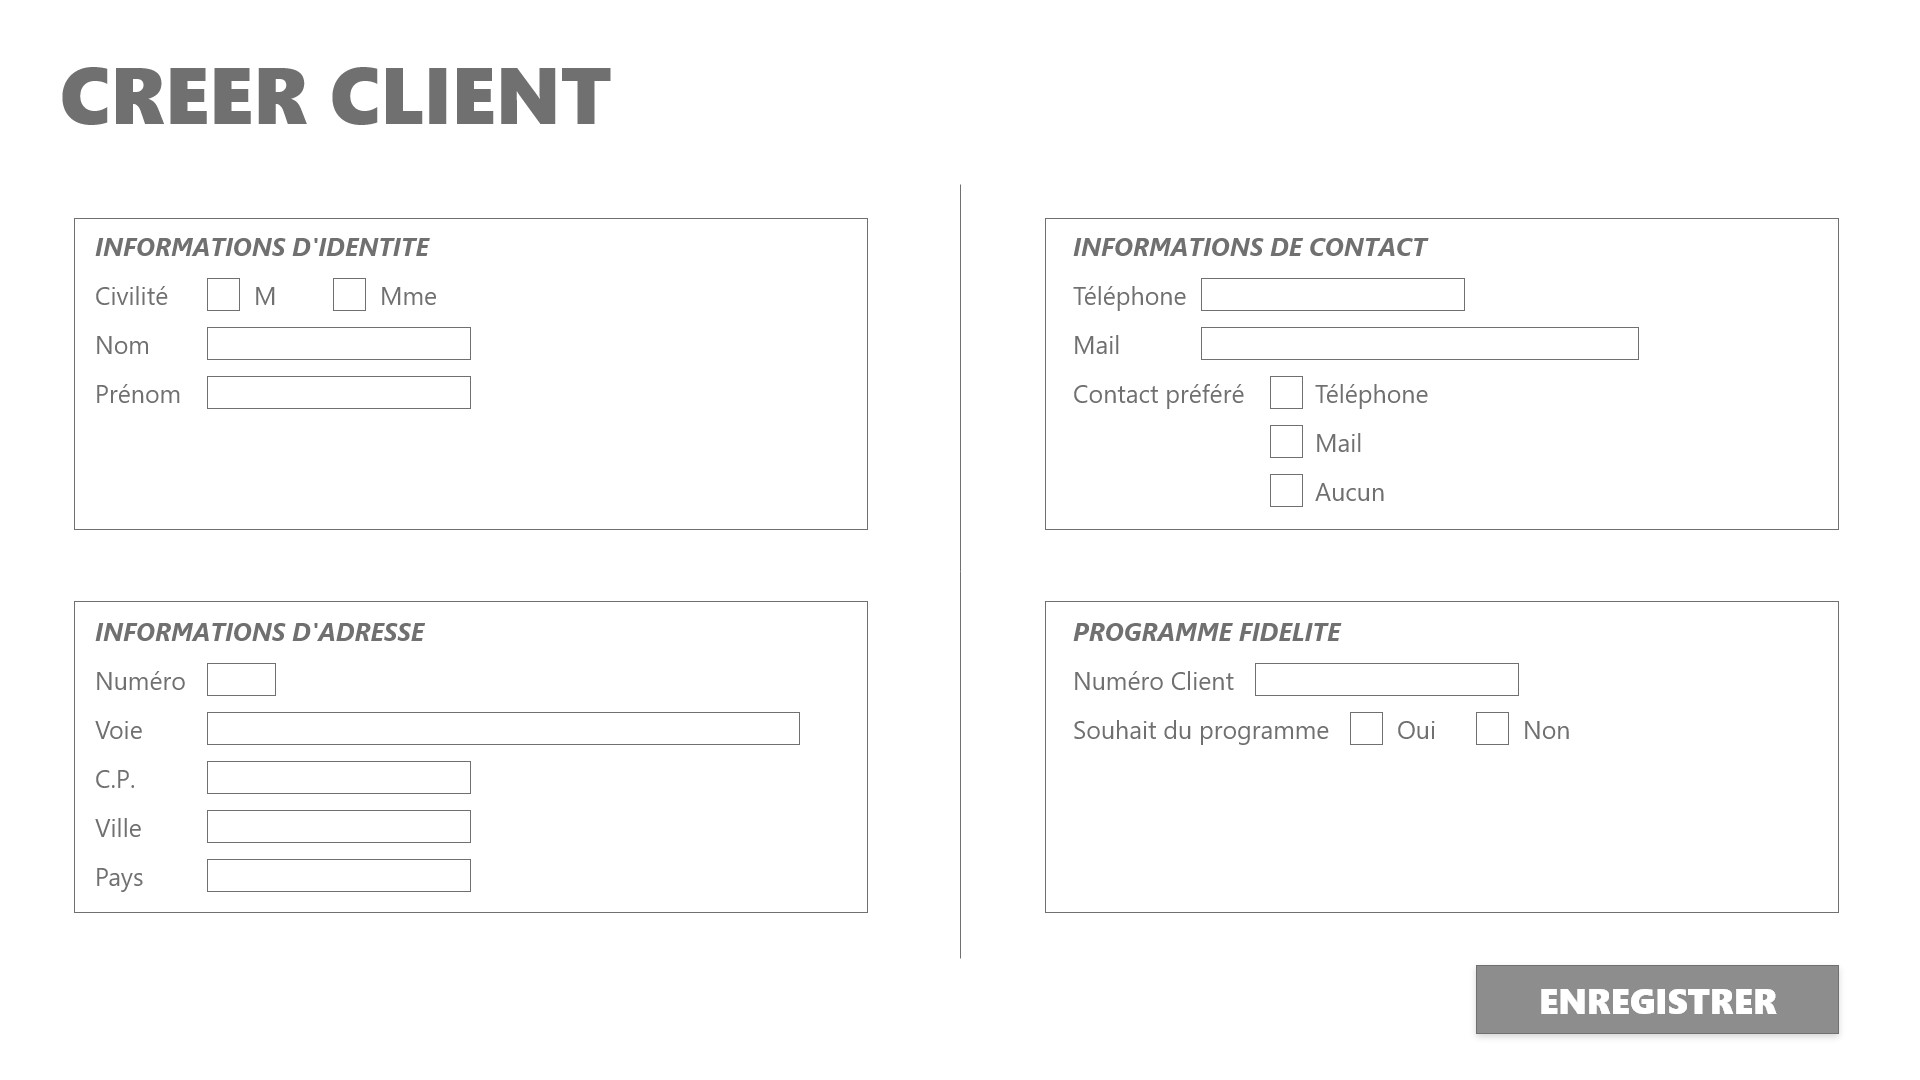 CREER CLIENT
INFORMATIONS D'IDENTITE
Civilité M Mme
Nom
Prénom
INFORMATIONS D'ADRESSE
Numéro
Voie
C.P.
Ville
Pays
INFORMATIONS DE CONTACT
Téléphone
Mail
Contact préféré Téléphone
Mail
Aucun
PROGRAMME FIDELITE
Numéro Client
Souhait du programme Oui Non
ENREGISTRER